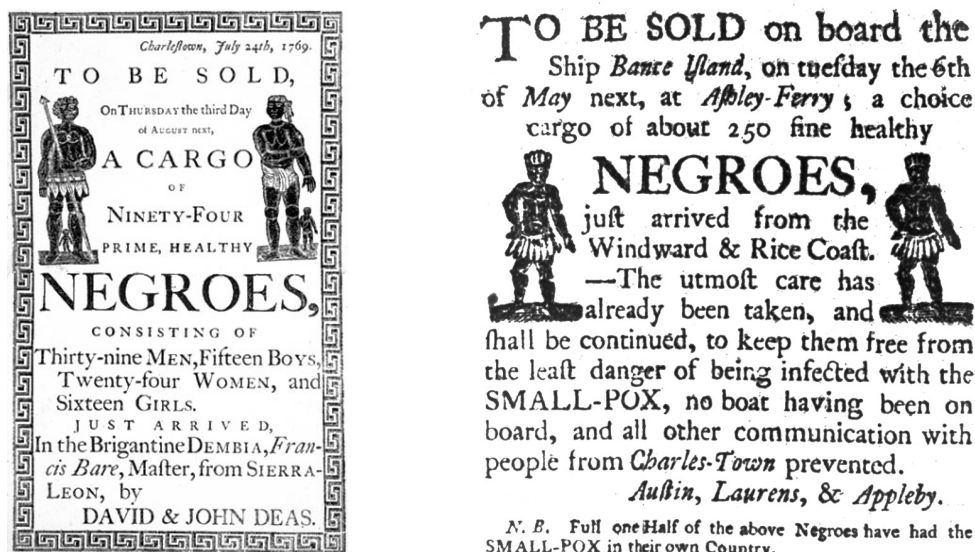 Charlestown, July 24th, 1769.
TO BE SOLD,
On THURSDAY the third Day
of AUGUST next,
A CARGO
OF
NINETY-FOUR
PRIME, HEALTHY
NEGROES,
CONSISTING OF
Thirty-nine MEN, Fifteen BOYS,
Twenty-four WOMEN, and
Sixteen GIRLS.
JUST ARRIVED,
In the Brigantine DEMBIA, Fran-
cis Bare, Maſter, from SIERRA-
LEON, by
DAVID & JOHN DEAS.
TO BE SOLD on board the
Ship Bance Iſland, on tueſday the 6th
of May next, at Aſhley-Ferry; a choice
cargo of about 250 fine healthy
NEGROES,
juſt arrived from the
Windward & Rice Coaſt.
—The utmoſt care has
already been taken, and
ſhall be continued, to keep them free from
the leaſt danger of being infected with the
SMALL-POX, no boat having been on
board, and all other communication with
people from Charles-Town prevented.
Auſtin, Laurens, & Appleby.
N. B. Full one Half of the above Negroes have had the
SMALL-POX in their own Country.